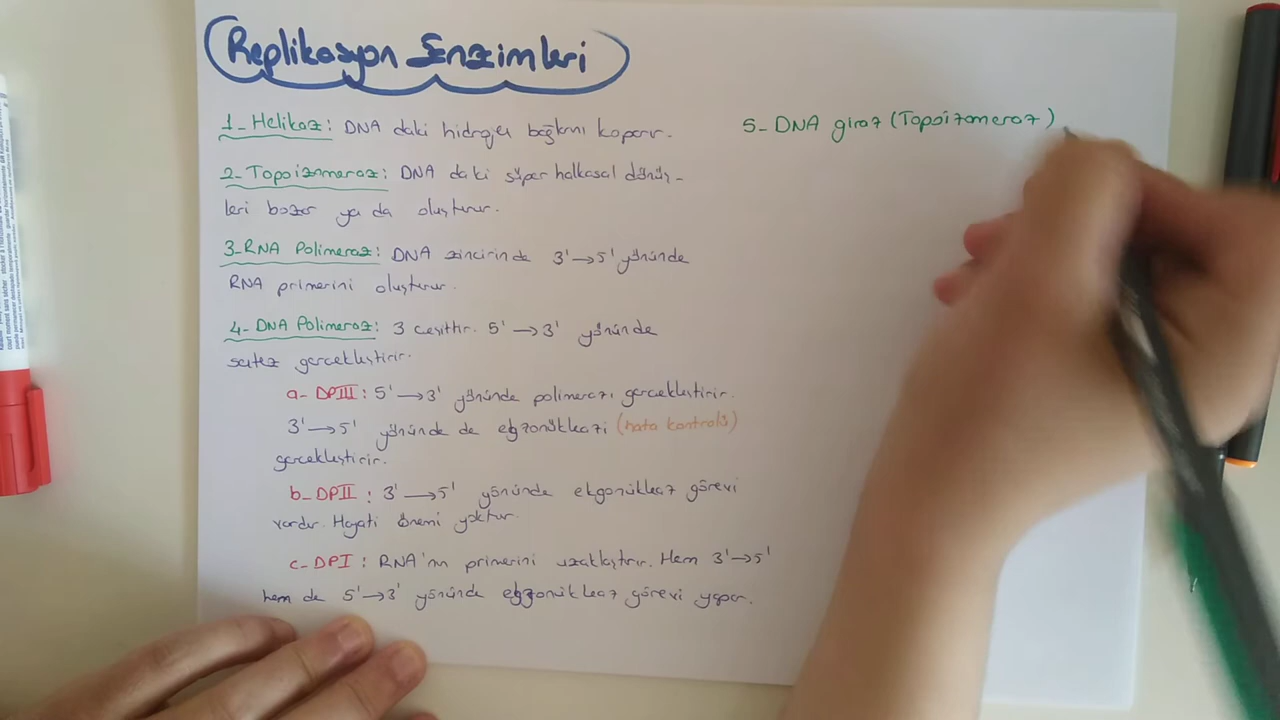 Replikasyon Enzimleri
1- Helikaz: DNA daki hidrojen bağlarını koparır.
2- Topoizomeraz: DNA daki süper halkasal dönüş-
leri bozar ya da oluşturur.
3- RNA Polimeraz: DNA zincirinde 3'→5' yönünde
RNA primerini oluşturur.
4- DNA Polimeraz: 3 çeşittir. 5'→3' yönünde
sentez gerçekleştirir.
a- DPIII: 5'→3' yönünde polimerazı gerçekleştirir.
3'→5' yönünde de egzonükleazi (hata kontrolü)
gerçekleştirir.
b- DPII: 3'→5' yönünde ekzonükleaz görevi
vardır. Hayati önemi yoktur.
c- DPI: RNA'nın primerini uzaklaştırır. Hem 3'→5'
hem de 5'→3' yönünde egzonükleaz görevi yapar.
5- DNA giraz (Topoizomeraz)